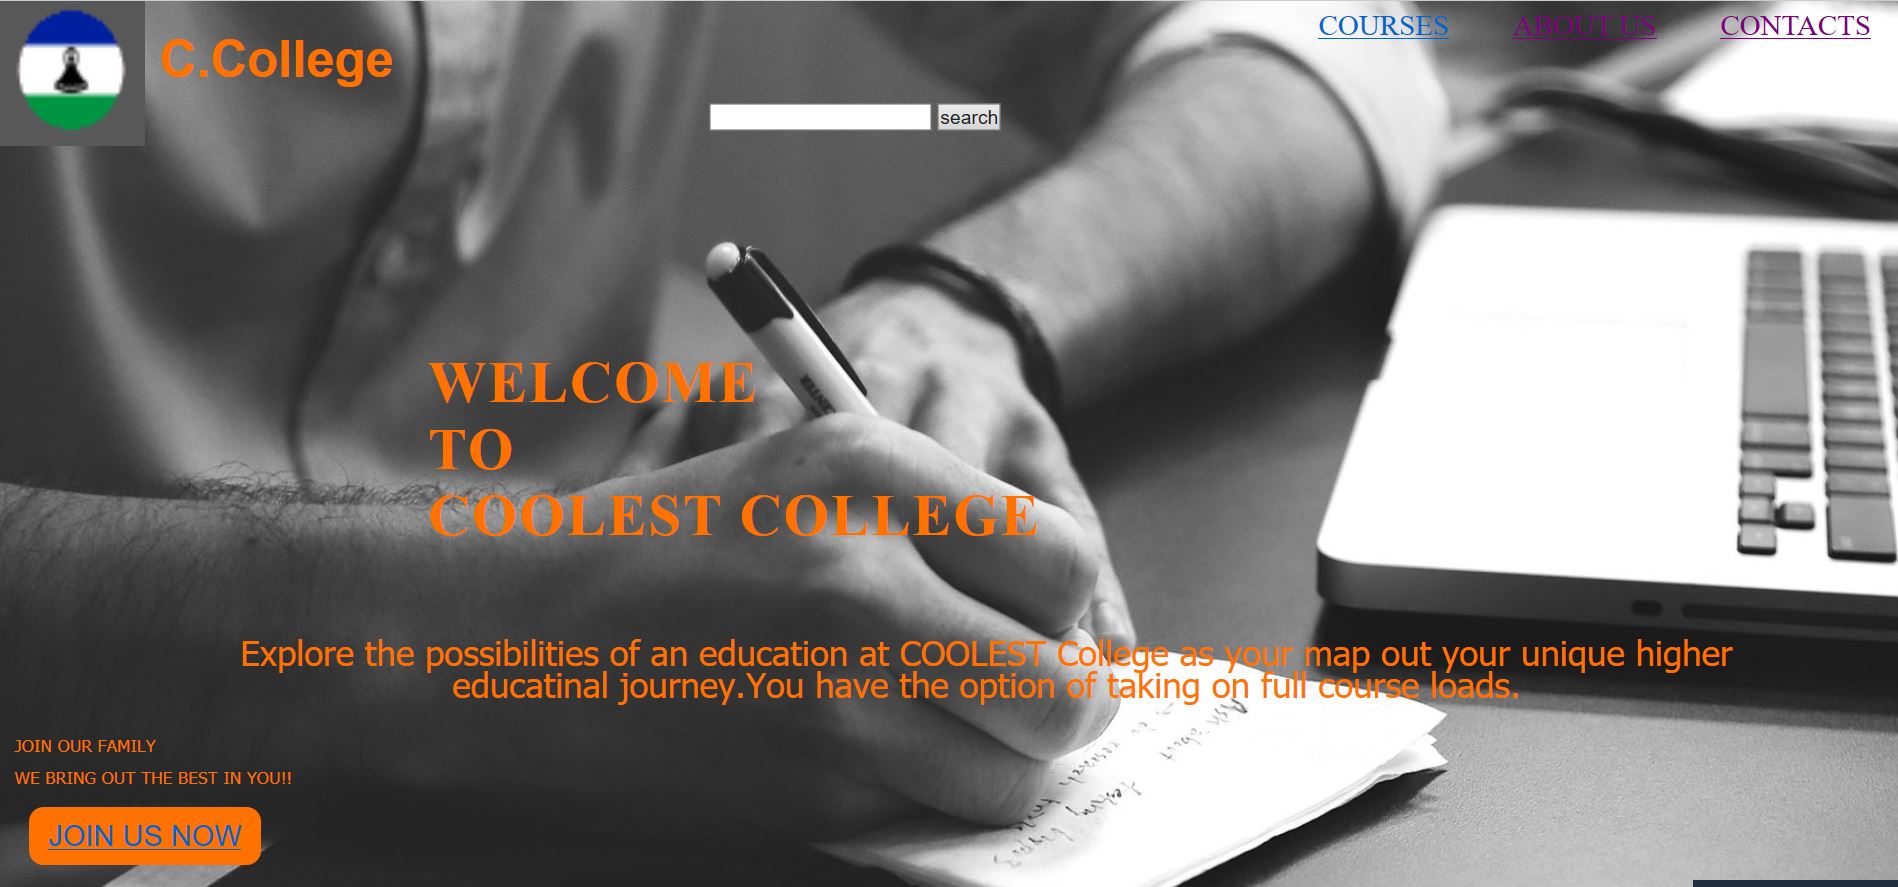 C.College
COURSES ABOUT US CONTACTS
search
WELCOME
TO
COOLEST COLLEGE
Explore the possibilities of an education at COOLEST College as your map out your unique higher
educatinal journey.You have the option of taking on full course loads.
JOIN OUR FAMILY
WE BRING OUT THE BEST IN YOU!!
JOIN US NOW